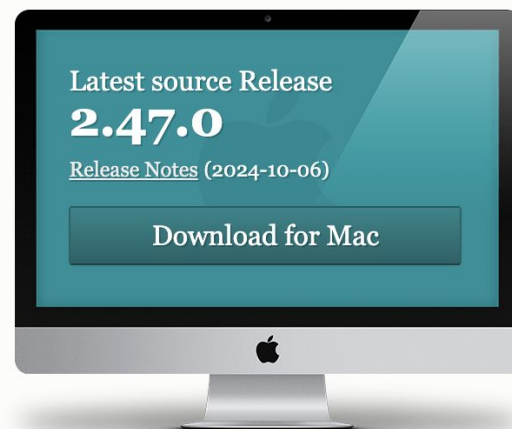 Latest source Release
2.47.0
Release Notes (2024-10-06)
Download for Mac